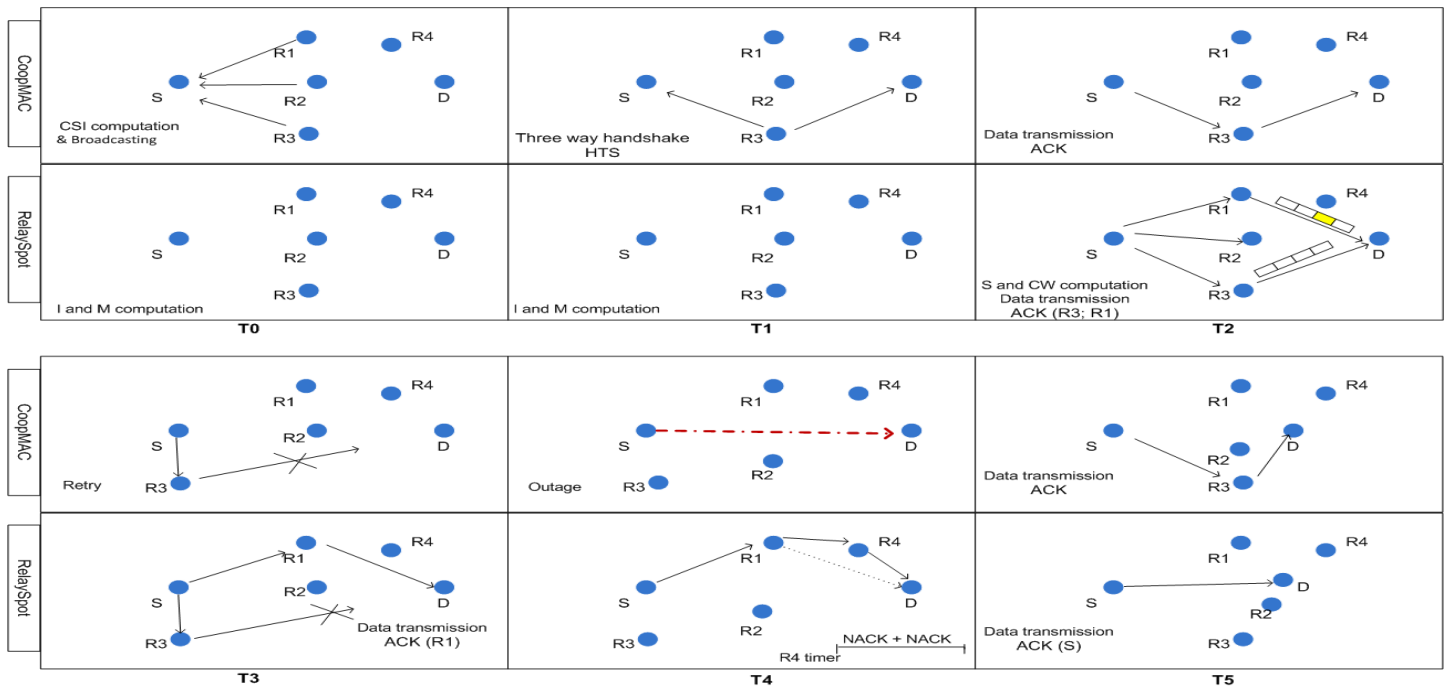 CoopMAC
R1
R4
S
R2
D
CSI computation
& Broadcasting
R3
R1
R4
S
R2
D
Three way handshake
HTS
R3
R1
R4
S
R2
D
Data transmission
ACK
R3
RelaySpot
R1
R4
S
R2
D
R3
I and M computation
R1
R4
S
R2
D
R3
I and M computation
R1
R4
S
R2
D
S and CW computation
R3
Data transmission
ACK (R3; R1)
T0
T1
T2
CoopMAC
R1
R4
S
R2
D
Retry
R3
R1
R4
S
D
R2
Outage
R3
R1
R4
S
D
R2
Data transmission
ACK
R3
RelaySpot
R1
R4
S
R2
D
R3
Data transmission
ACK (R1)
R1
R4
S
D
R2
R3
NACK + NACK
R4 timer
R1
R4
S
D
R2
Data transmission
ACK (S)
R3
T3
T4
T5